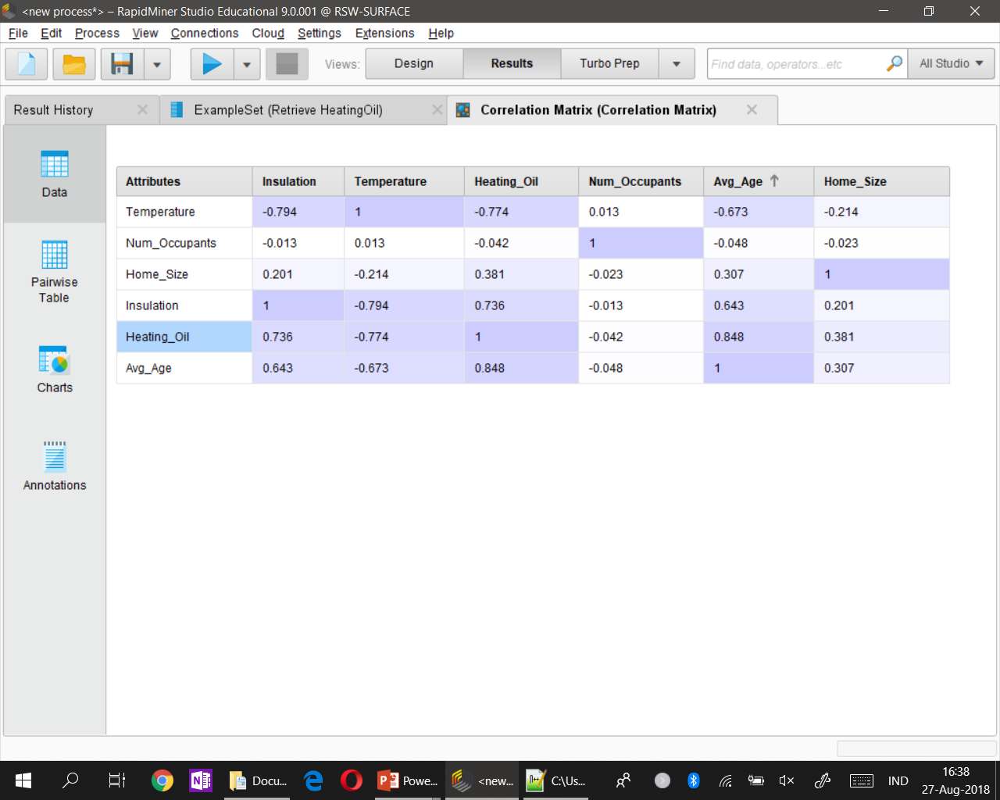 <new process*> – RapidMiner Studio Educational 9.0.001 @ RSW-SURFACE
File Edit Process View Connections Cloud Settings Extensions Help
Views: Design Results Turbo Prep Find data, operators...etc All Studio
Result History ExampleSet (Retrieve HeatingOil) Correlation Matrix (Correlation Matrix)
Data
Pairwise
Table
Charts
Annotations
Attributes Insulation Temperature Heating_Oil Num_Occupants Avg_Age Home_Size
Temperature -0.794 1 -0.774 0.013 -0.673 -0.214
Num_Occupants -0.013 0.013 -0.042 1 -0.048 -0.023
Home_Size 0.201 -0.214 0.381 -0.023 0.307 1
Insulation 1 -0.794 0.736 -0.013 0.643 0.201
Heating_Oil 0.736 -0.774 1 -0.042 0.848 0.381
Avg_Age 0.643 -0.673 0.848 -0.048 1 0.307
Docu... Powe... <new... C:\Us... IND
16:38
27-Aug-2018